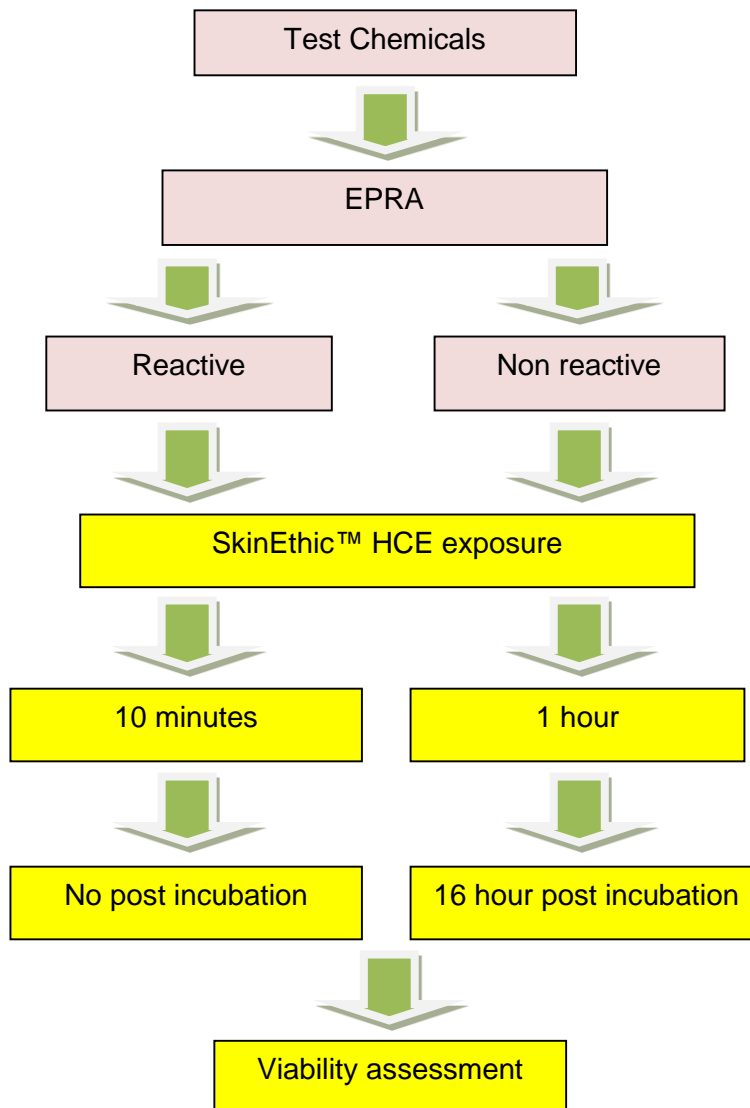 Test Chemicals
EPRA
Reactive
Non reactive
SkinEthic™ HCE exposure
10 minutes
1 hour
No post incubation
16 hour post incubation
Viability assessment